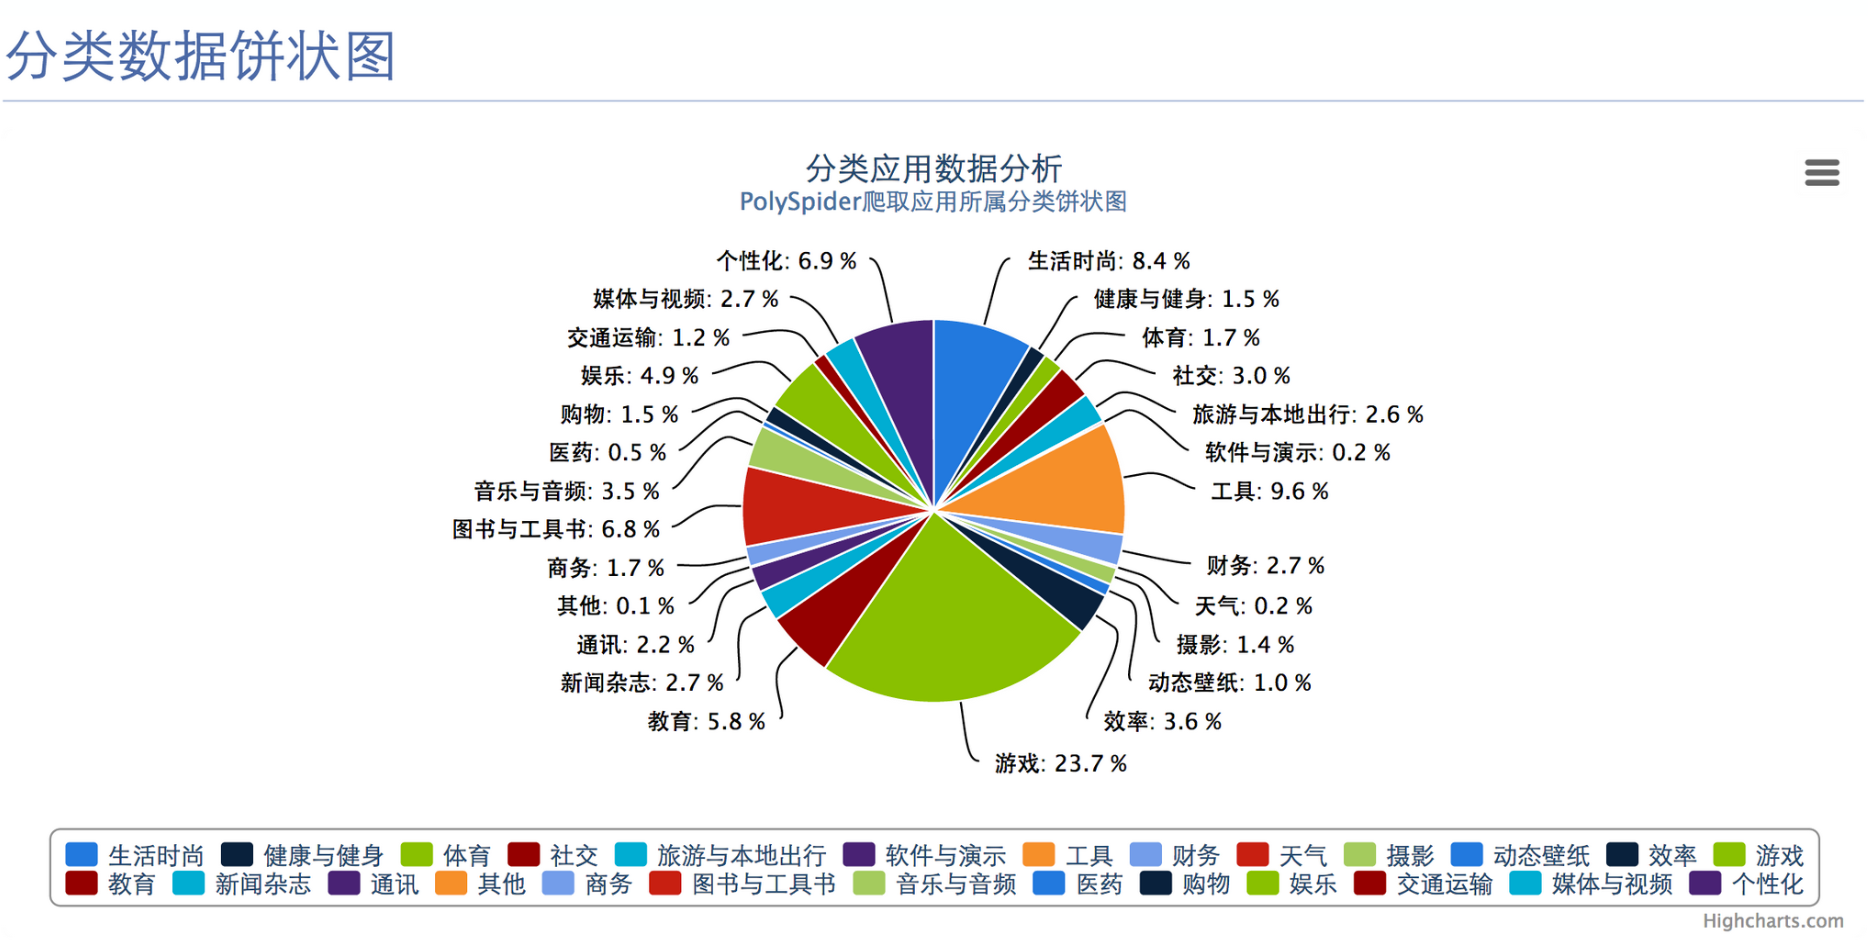 分类数据饼状图
分类应用数据分析
PolySpider爬取应用所属分类饼状图
个性化: 6.9 %
生活时尚: 8.4 %
媒体与视频: 2.7 %
健康与健身: 1.5 %
交通运输: 1.2 %
体育: 1.7 %
娱乐: 4.9 %
社交: 3.0 %
购物: 1.5 %
旅游与本地出行: 2.6 %
医药: 0.5 %
软件与演示: 0.2 %
音乐与音频: 3.5 %
工具: 9.6 %
图书与工具书: 6.8 %
商务: 1.7 %
财务: 2.7 %
其他: 0.1 %
天气: 0.2 %
通讯: 2.2 %
摄影: 1.4 %
新闻杂志: 2.7 %
动态壁纸: 1.0 %
教育: 5.8 %
效率: 3.6 %
游戏: 23.7 %
生活时尚 健康与健身 体育 社交 旅游与本地出行 软件与演示 工具 财务 天气 摄影 动态壁纸 效率 游戏
教育 新闻杂志 通讯 其他 商务 图书与工具书 音乐与音频 医药 购物 娱乐 交通运输 媒体与视频 个性化
Highcharts.com